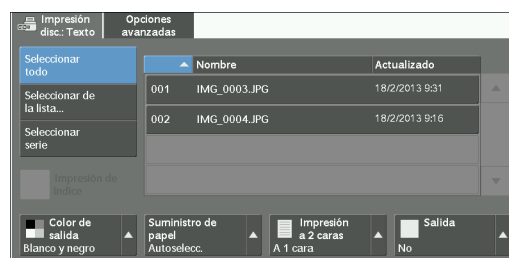 Impresión
disc.: Texto
Opciones
avanzadas
Seleccionar
todo
Seleccionar de
la lista...
Seleccionar
serie
Impresión de
índice
Nombre
Actualizado
001 IMG_0003.JPG 18/2/2013 9:31
002 IMG_0004.JPG 18/2/2013 9:16
Color de
salida
Blanco y negro
Suministro de
papel
Autoselecc.
Impresión
a 2 caras
A 1 cara
Salida
No